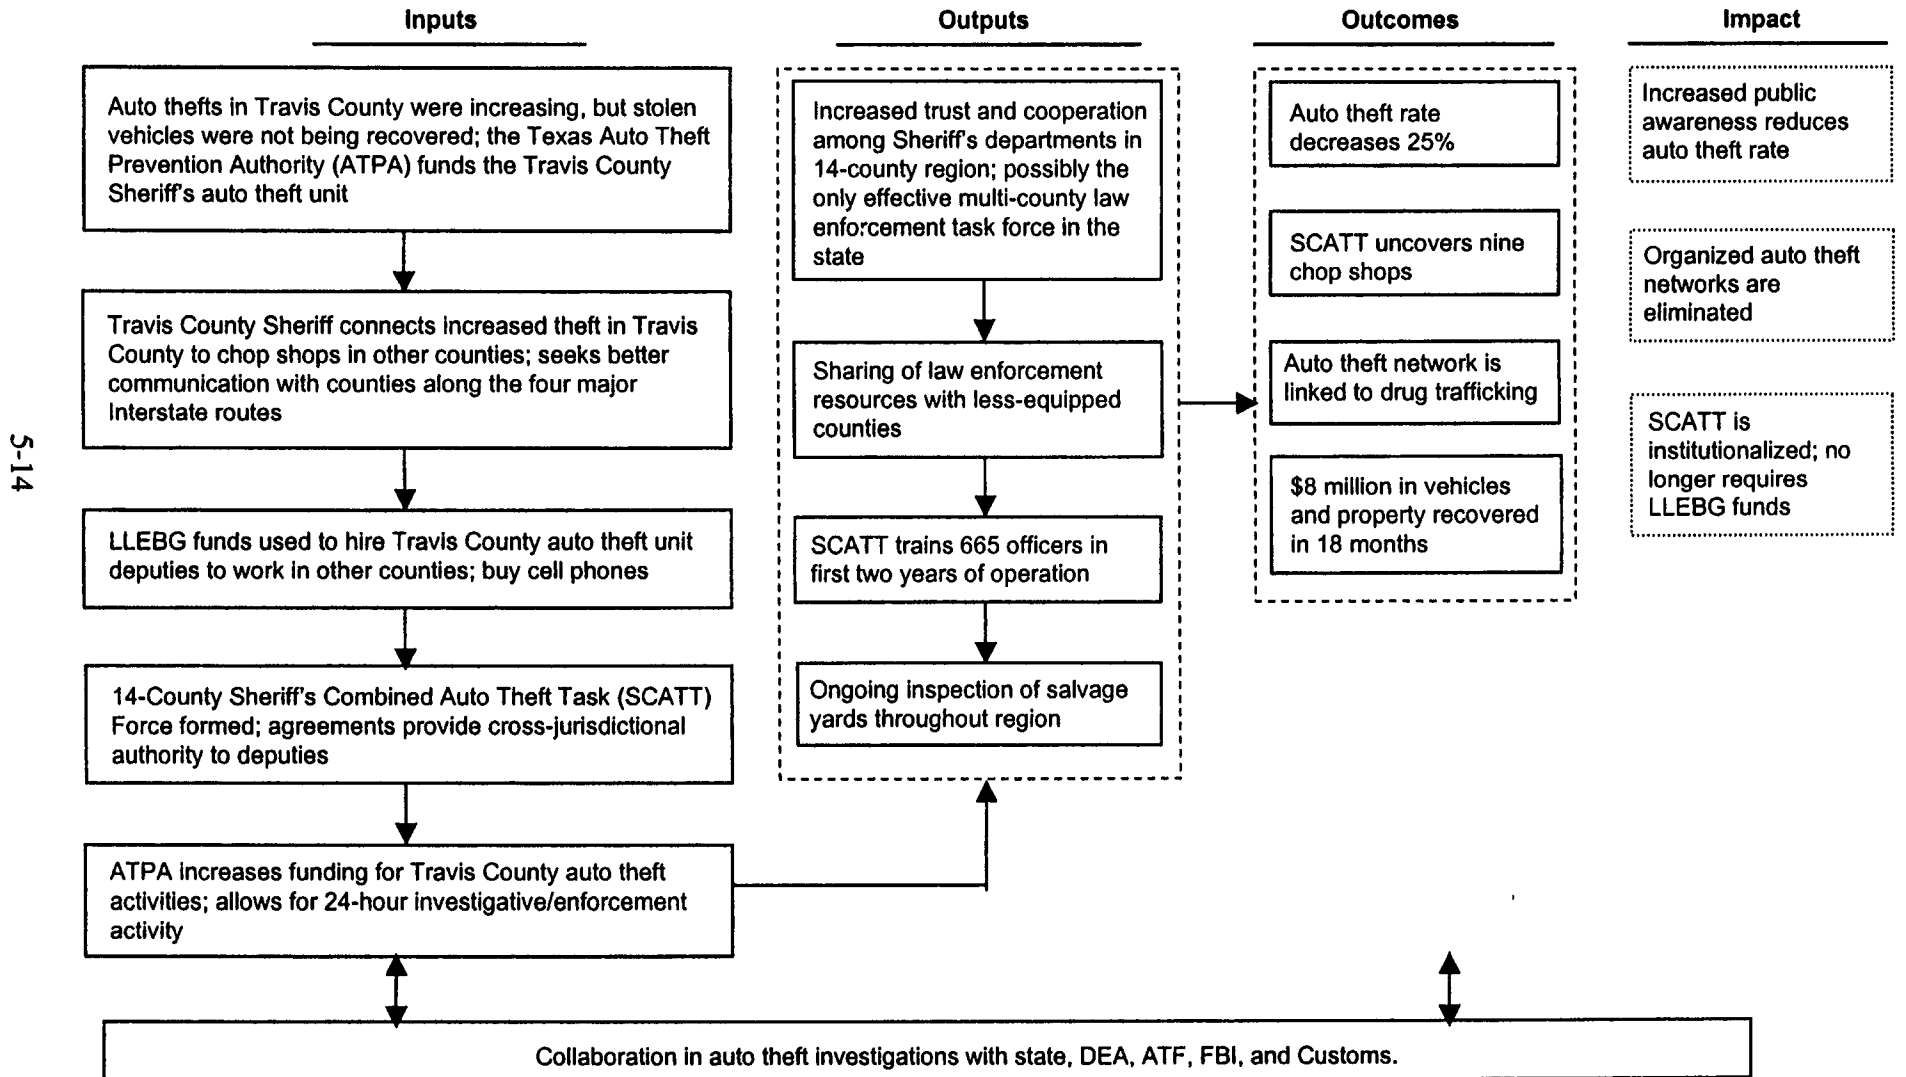 Inputs
Outputs
Outcomes
Impact
Auto thefts in Travis County were increasing, but stolen
vehicles were not being recovered; the Texas Auto Theft
Prevention Authority (ATPA) funds the Travis County
Sheriff's auto theft unit
Travis County Sheriff connects increased theft in Travis
County to chop shops in other counties; seeks better
communication with counties along the four major
Interstate routes
LLEBG funds used to hire Travis County auto theft unit
deputies to work in other counties; buy cell phones
14-County Sheriff's Combined Auto Theft Task (SCATT)
Force formed; agreements provide cross-jurisdictional
authority to deputies
ATPA increases funding for Travis County auto theft
activities; allows for 24-hour investigative/enforcement
activity
Increased trust and cooperation
among Sheriff's departments in
14-county region; possibly the
only effective multi-county law
enforcement task force in the
state
Sharing of law enforcement
resources with less-equipped
counties
SCATT trains 665 officers in
first two years of operation
Ongoing inspection of salvage
yards throughout region
Auto theft rate
decreases 25%
SCATT uncovers nine
chop shops
Auto theft network is
linked to drug trafficking
$8 million in vehicles
and property recovered
in 18 months
Increased public
awareness reduces
auto theft rate
Organized auto theft
networks are
eliminated
SCATT is
institutionalized; no
longer requires
LLEBG funds
Collaboration in auto theft investigations with state, DEA, ATF, FBI, and Customs.
5-14